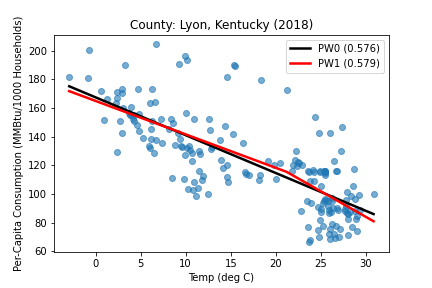 County: Lyon, Kentucky (2018)
PW0 (0.576)
PW1 (0.579)
Per-Capita Consumption (MMBtu/1000 Households)
200
180
160
140
120
100
80
60
0 5 10 15 20 25 30
Temp (deg C)